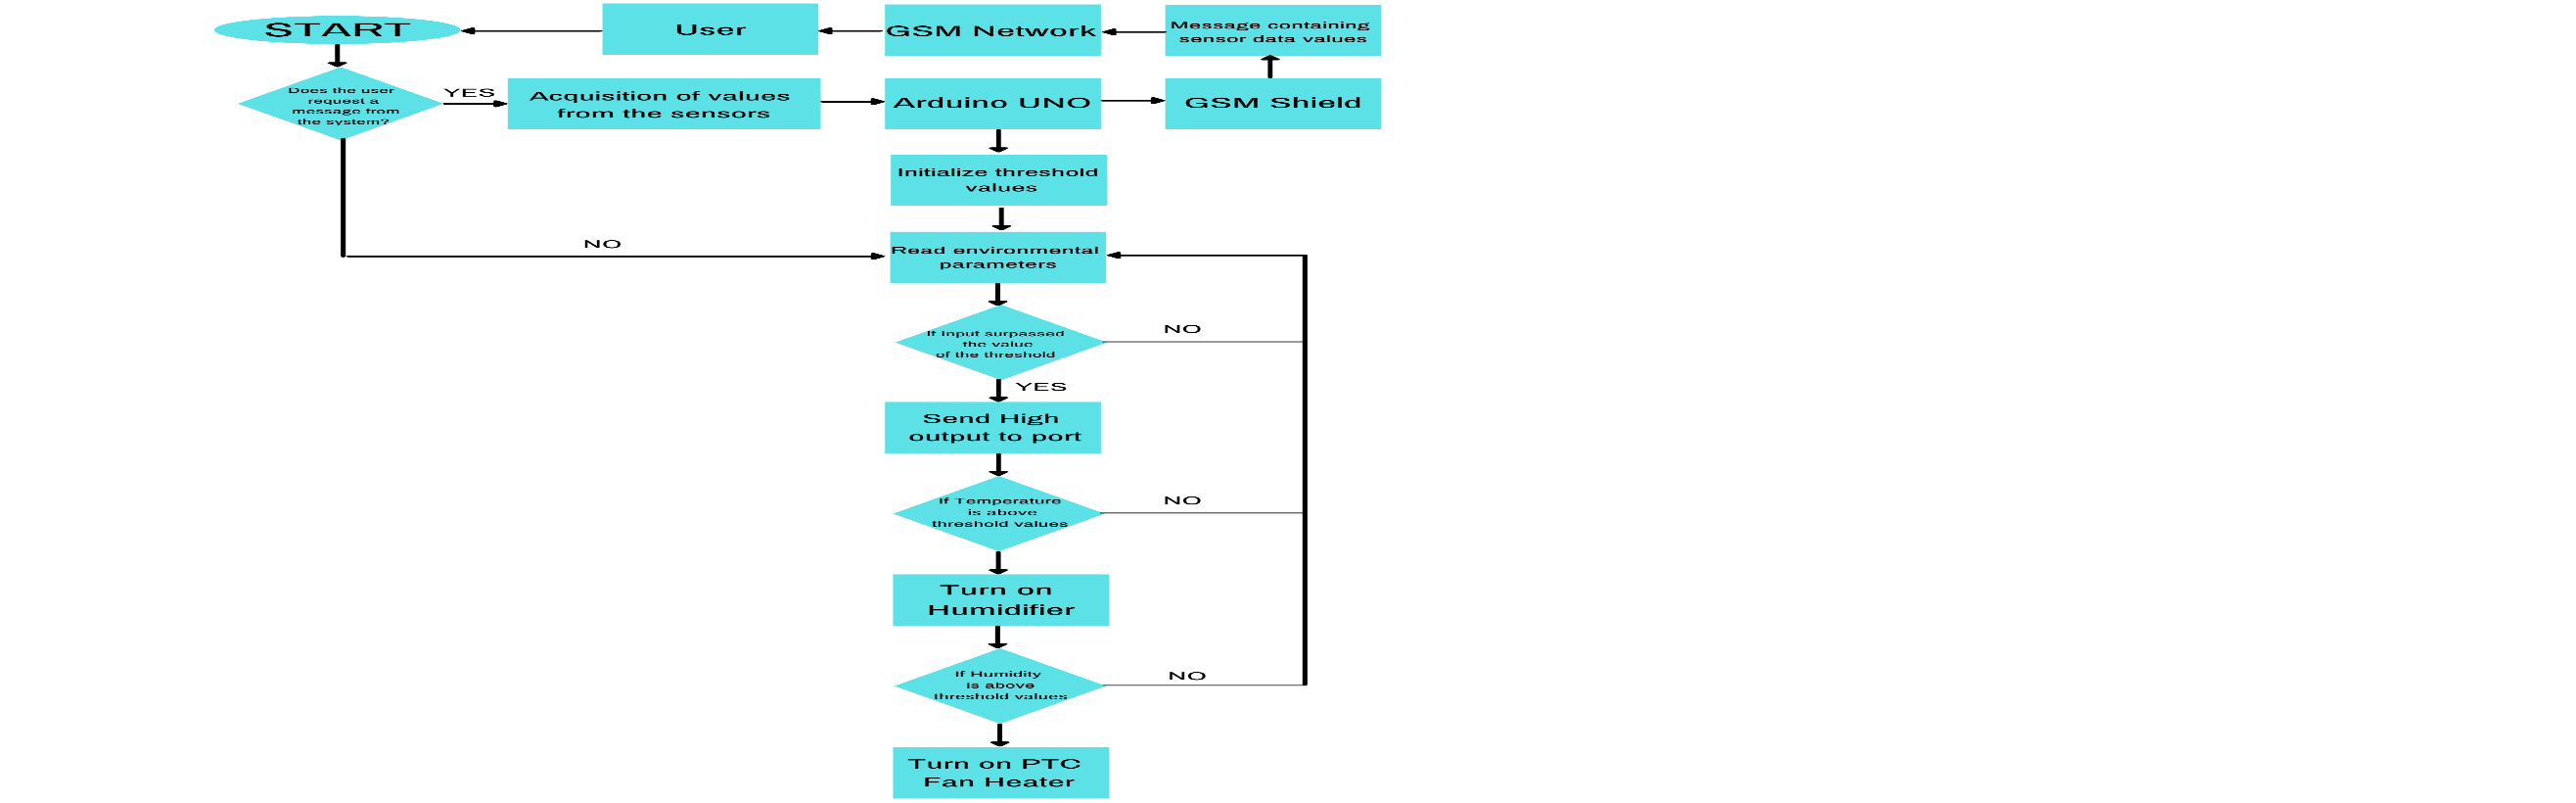 START
User
GSM Network
Message containing
sensor data values
Does the user
request a
message from
the system?
YES
Acquisition of values
from the sensors
Arduino UNO
GSM Shield
Initialize threshold
values
NO
Read environmental
parameters
If Input surpassed
the value
of the threshold
NO
YES
Send High
output to port
If Temperature
is above
threshold values
NO
Turn on
Humidifier
If Humidity
is above
threshold values
NO
Turn on PTC
Fan Heater